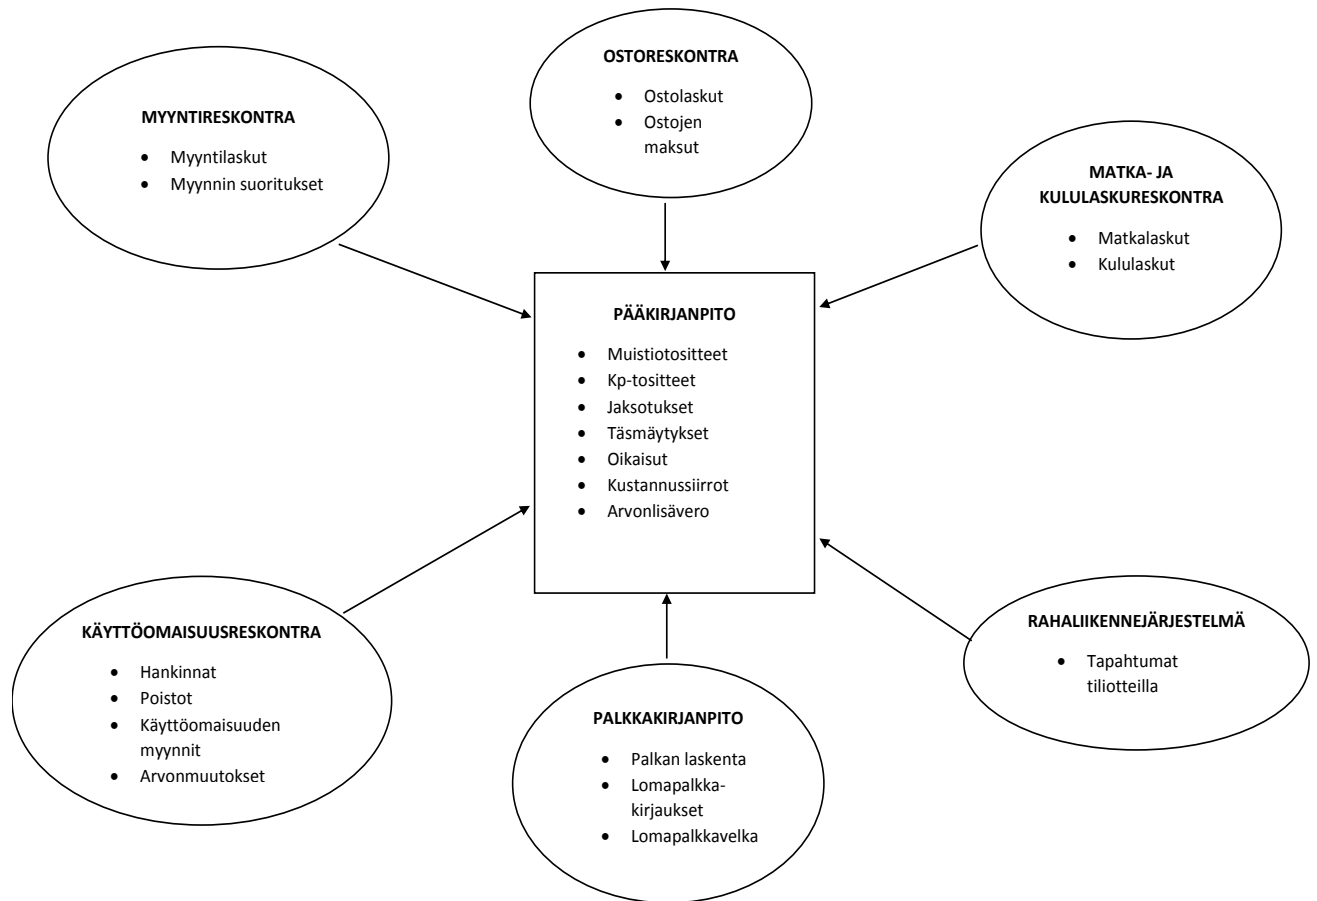 OSTORESKONTRA
• Ostolaskut
• Ostojen
maksut
MYYNTIRESKONTRA
• Myyntilaskut
• Myynnin suoritukset
MATKA- JA
KULULASKURESKONTRA
• Matkalaskut
• Kululaskut
PÄÄKIRJANPITO
• Muistiotositteet
• Kp-tositteet
• Jaksotukset
• Täsmäytykset
• Oikaisut
• Kustannussiirrot
• Arvonlisävero
KÄYTTÖOMAISUUSRESKONTRA
• Hankinnat
• Poistot
• Käyttöomaisuuden
myynnit
• Arvonmuutokset
PALKKAKIRJANPITO
• Palkan laskenta
• Lomapalkka-
kirjaukset
• Lomapalkkavelka
RAHALIIKENNEJÄRJESTELMÄ
• Tapahtumat
tiliotteilla